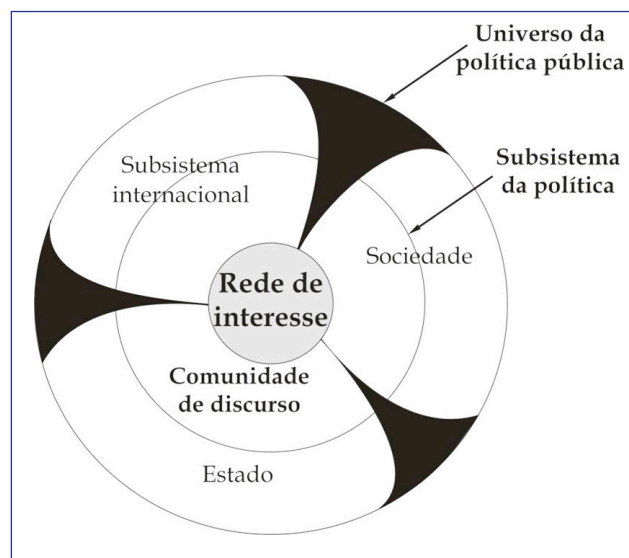 Universo da
política pública
Subsistema
internacional
Subsistema
da política
Sociedade
Rede de
interesse
Comunidade
de discurso
Estado